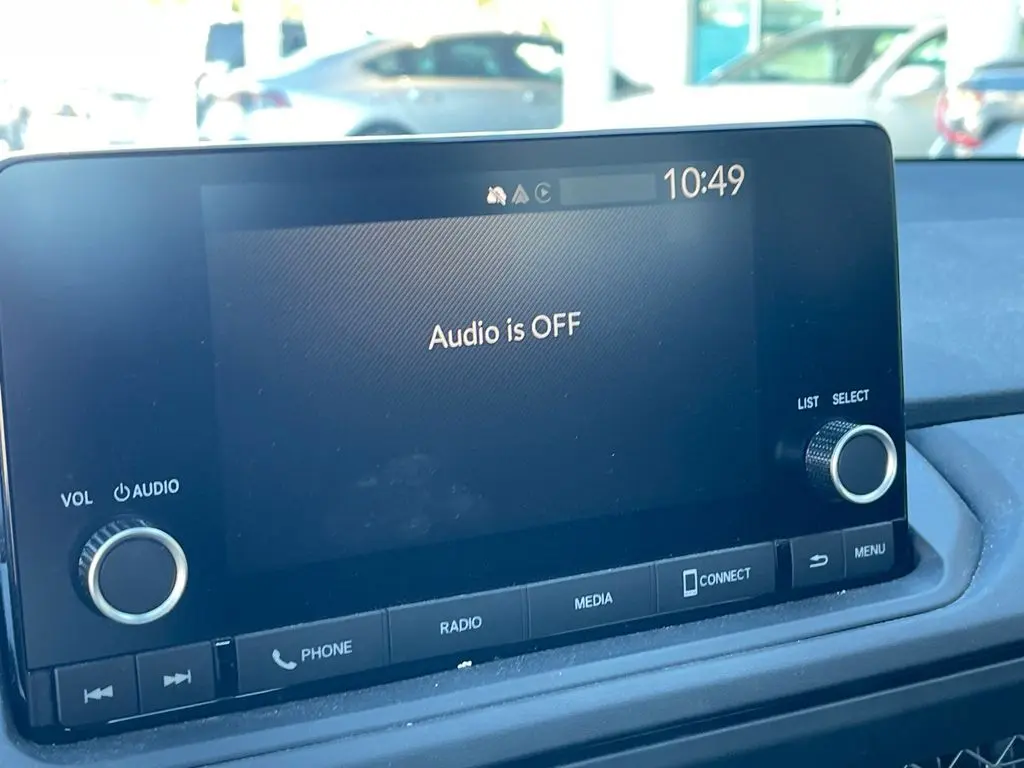 10:49
Audio is OFF
LIST SELECT
VOL AUDIO
PHONE
RADIO
MEDIA
CONNECT
MENU